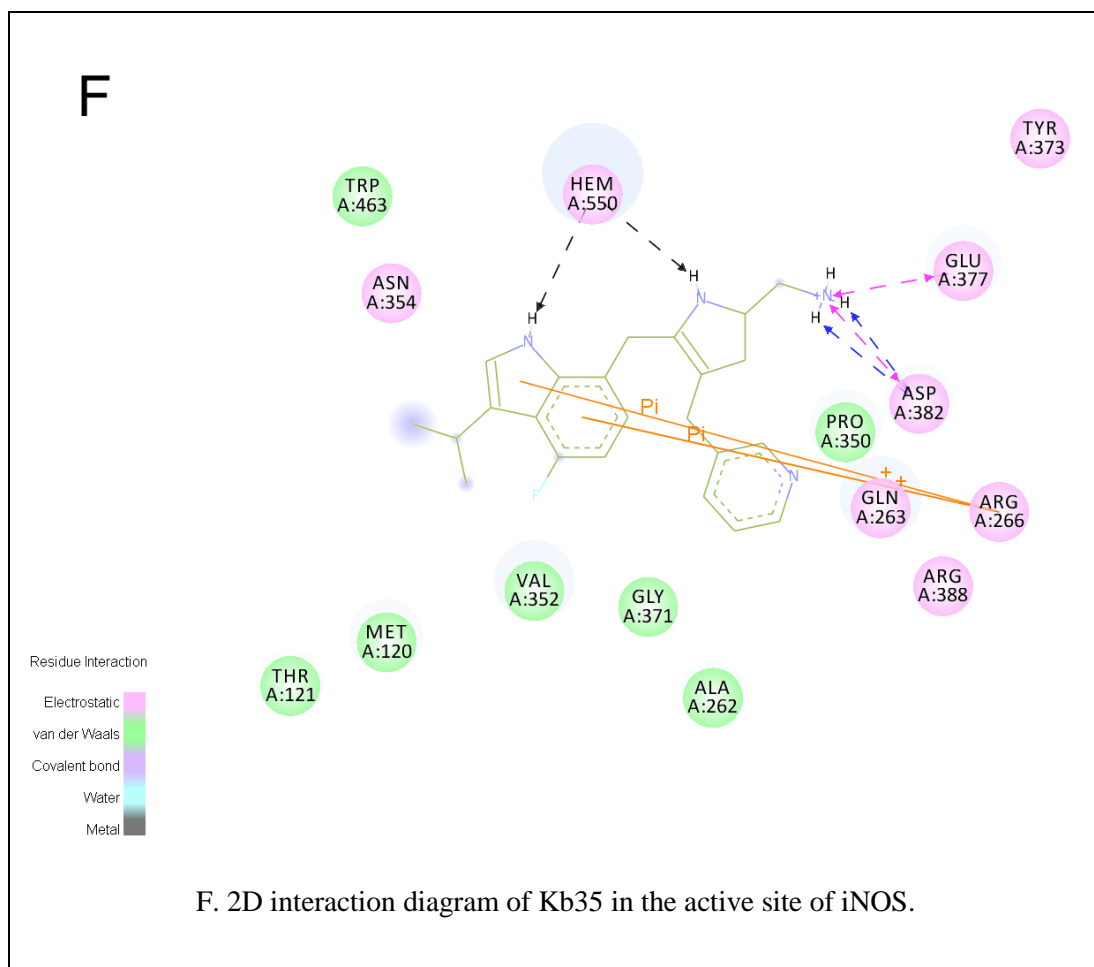 F
TYR
A:373
HEM
A:550
TRP
A:463
GLU
A:377
ASN
A:354
H
N
H
N
H
+N
H
H
ASP
A:382
PRO
A:350
Pi
Pi
+
+
N
GLN
A:263
ARG
A:266
F
ARG
A:388
VAL
A:352
GLY
A:371
MET
A:120
THR
A:121
ALA
A:262
Residue Interaction
Electrostatic
van der Waals
Covalent bond
Water
Metal
F. 2D interaction diagram of Kb35 in the active site of iNOS.